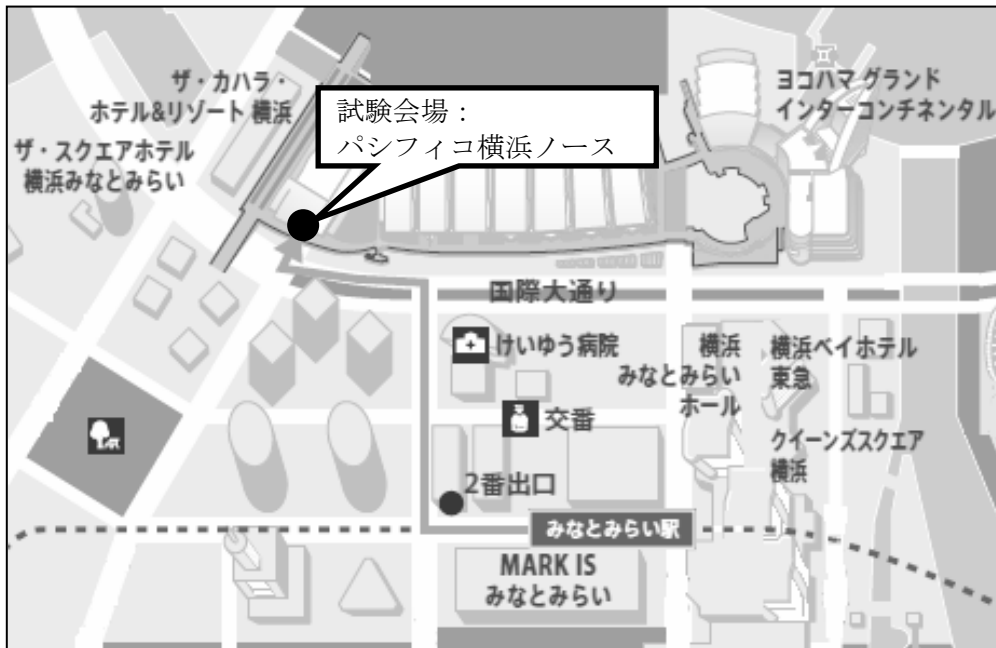 ザ・カハラ・
ホテル&リゾート 横浜
ザ・スクエアホテル
横浜みなとみらい
試験会場：
パシフィコ横浜ノース
ヨコハマ グランド
インターコンチネンタル
国際大通り
けいゆう病院
横浜
みなとみらい
ホール
横浜ベイホテル
東急
交番
クイーンズスクエア
横浜
2番出口
みなとみらい駅
MARK IS
みなとみらい